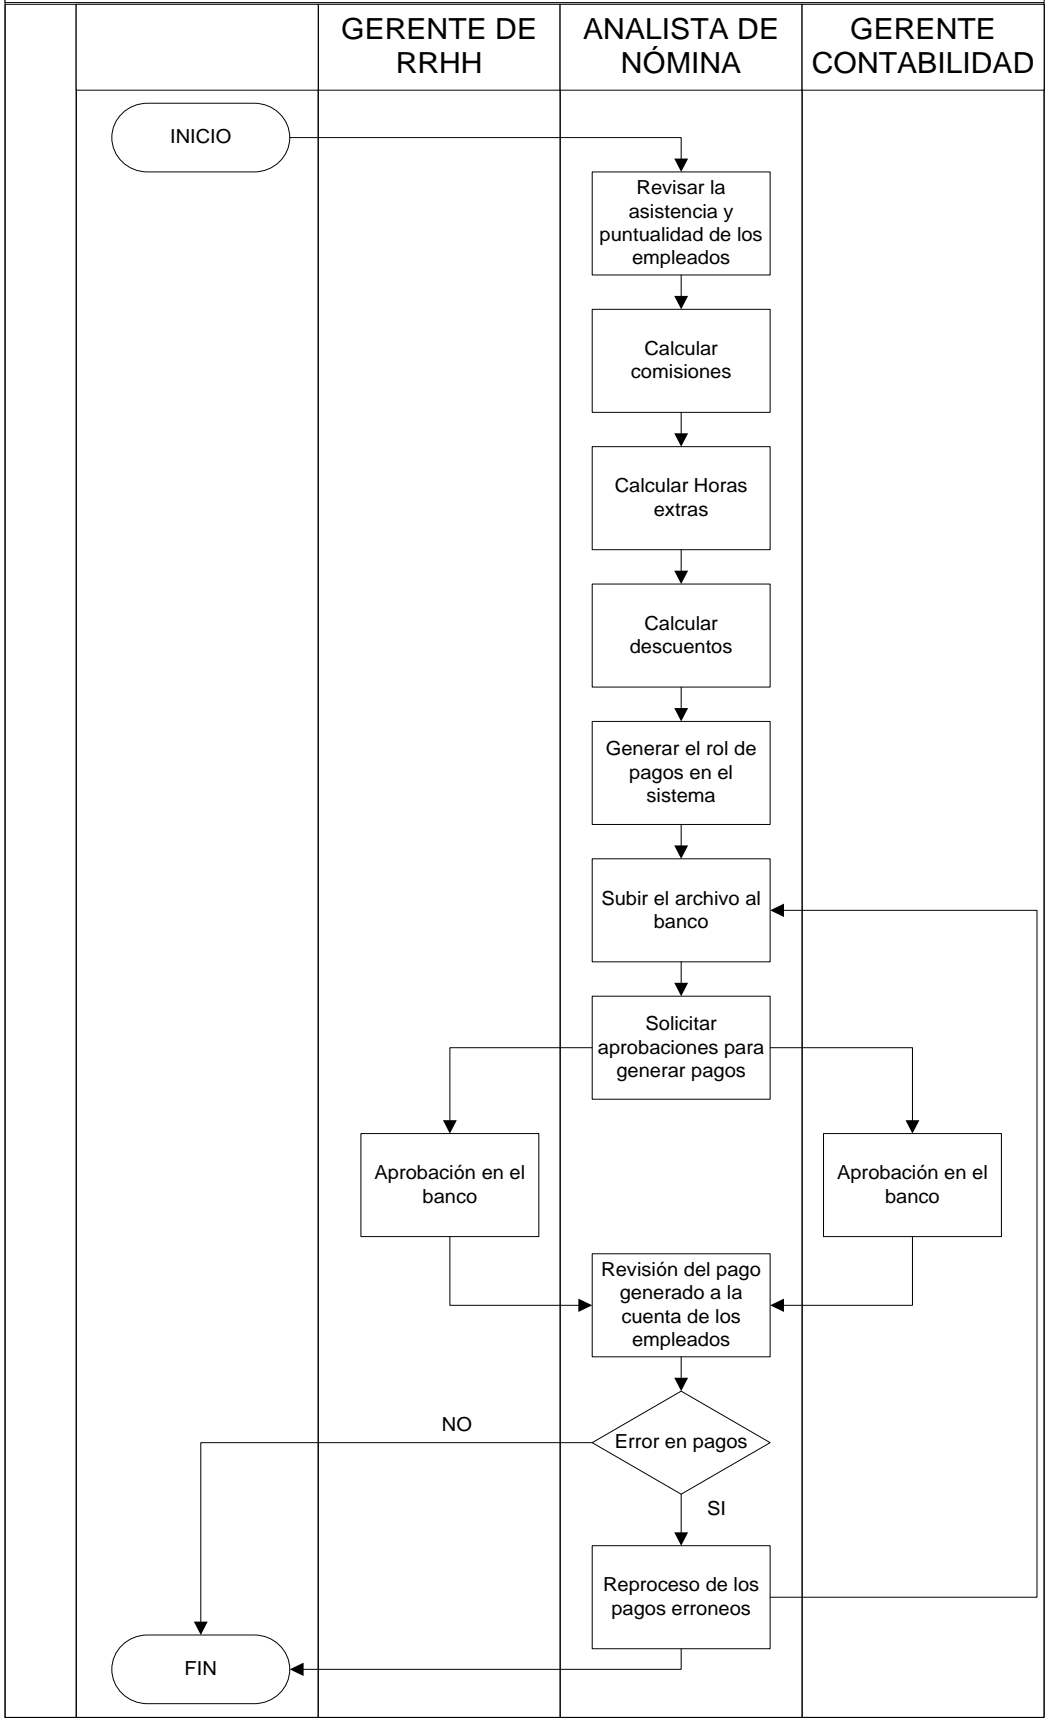 GERENTE DE
RRHH
ANALISTA DE
NÓMINA
GERENTE
CONTABILIDAD
INICIO
Revisar la
asistencia y
puntualidad de los
empleados
Calcular
comisiones
Calcular Horas
extras
Calcular
descuentos
Generar el rol de
pagos en el
sistema
Subir el archivo al
banco
Solicitar
aprobaciones para
generar pagos
Aprobación en el
banco
Aprobación en el
banco
Revisión del pago
generado a la
cuenta de los
empleados
NO
Error en pagos
SI
Reproceso de los
pagos erroneos
FIN